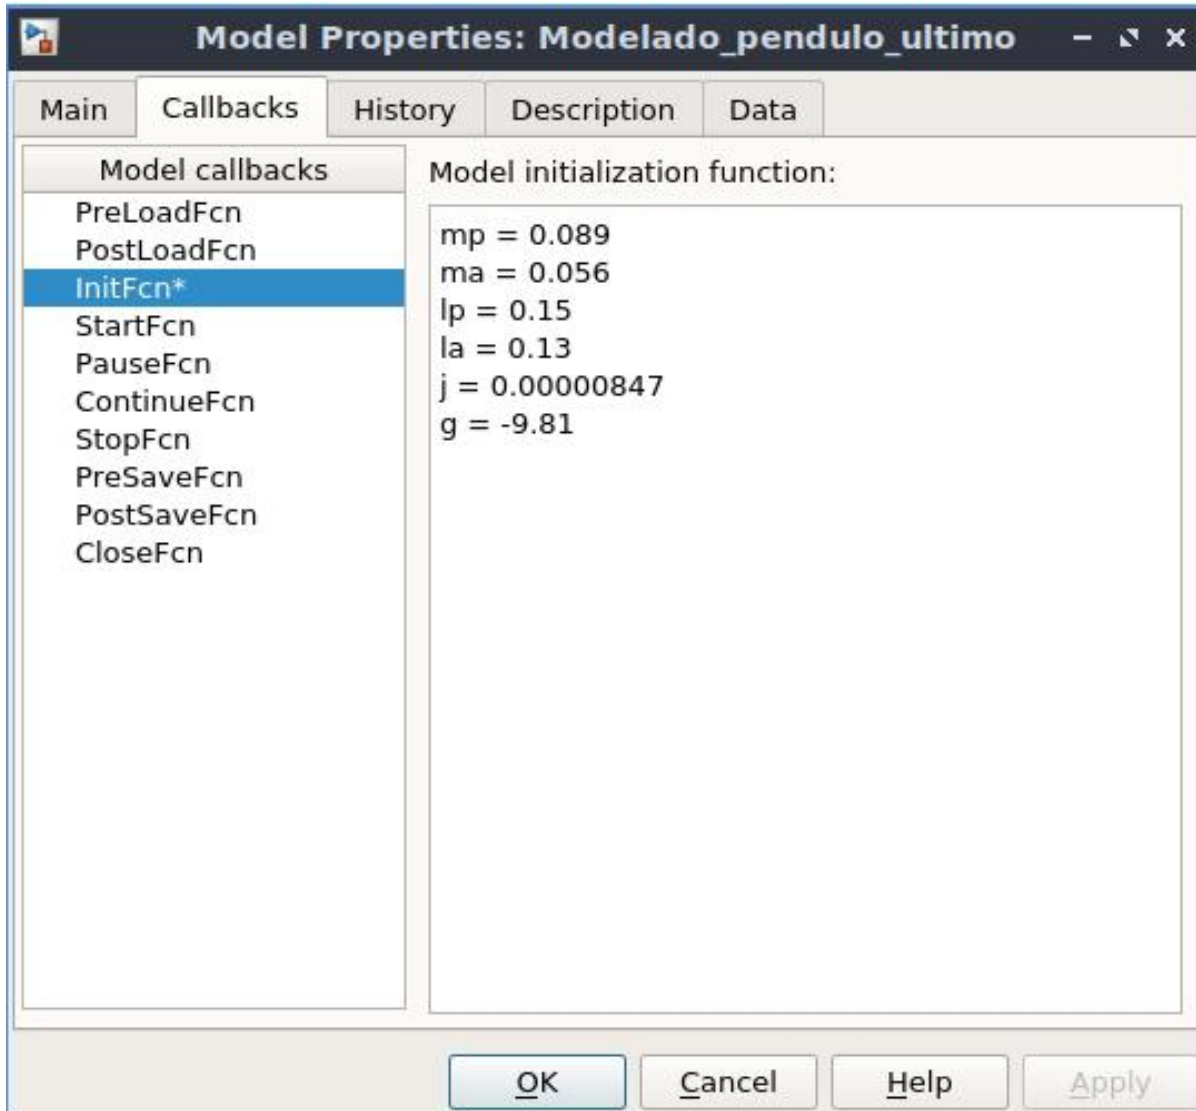 Model Properties: Modelado_pendulo_ultimo
Main Callbacks History Description Data
Model callbacks
PreLoadFcn
PostLoadFcn
InitFcn*
StartFcn
PauseFcn
ContinueFcn
StopFcn
PreSaveFcn
PostSaveFcn
CloseFcn
Model initialization function:
mp = 0.089
ma = 0.056
lp = 0.15
la = 0.13
j = 0.00000847
g = -9.81
OK Cancel Help Apply